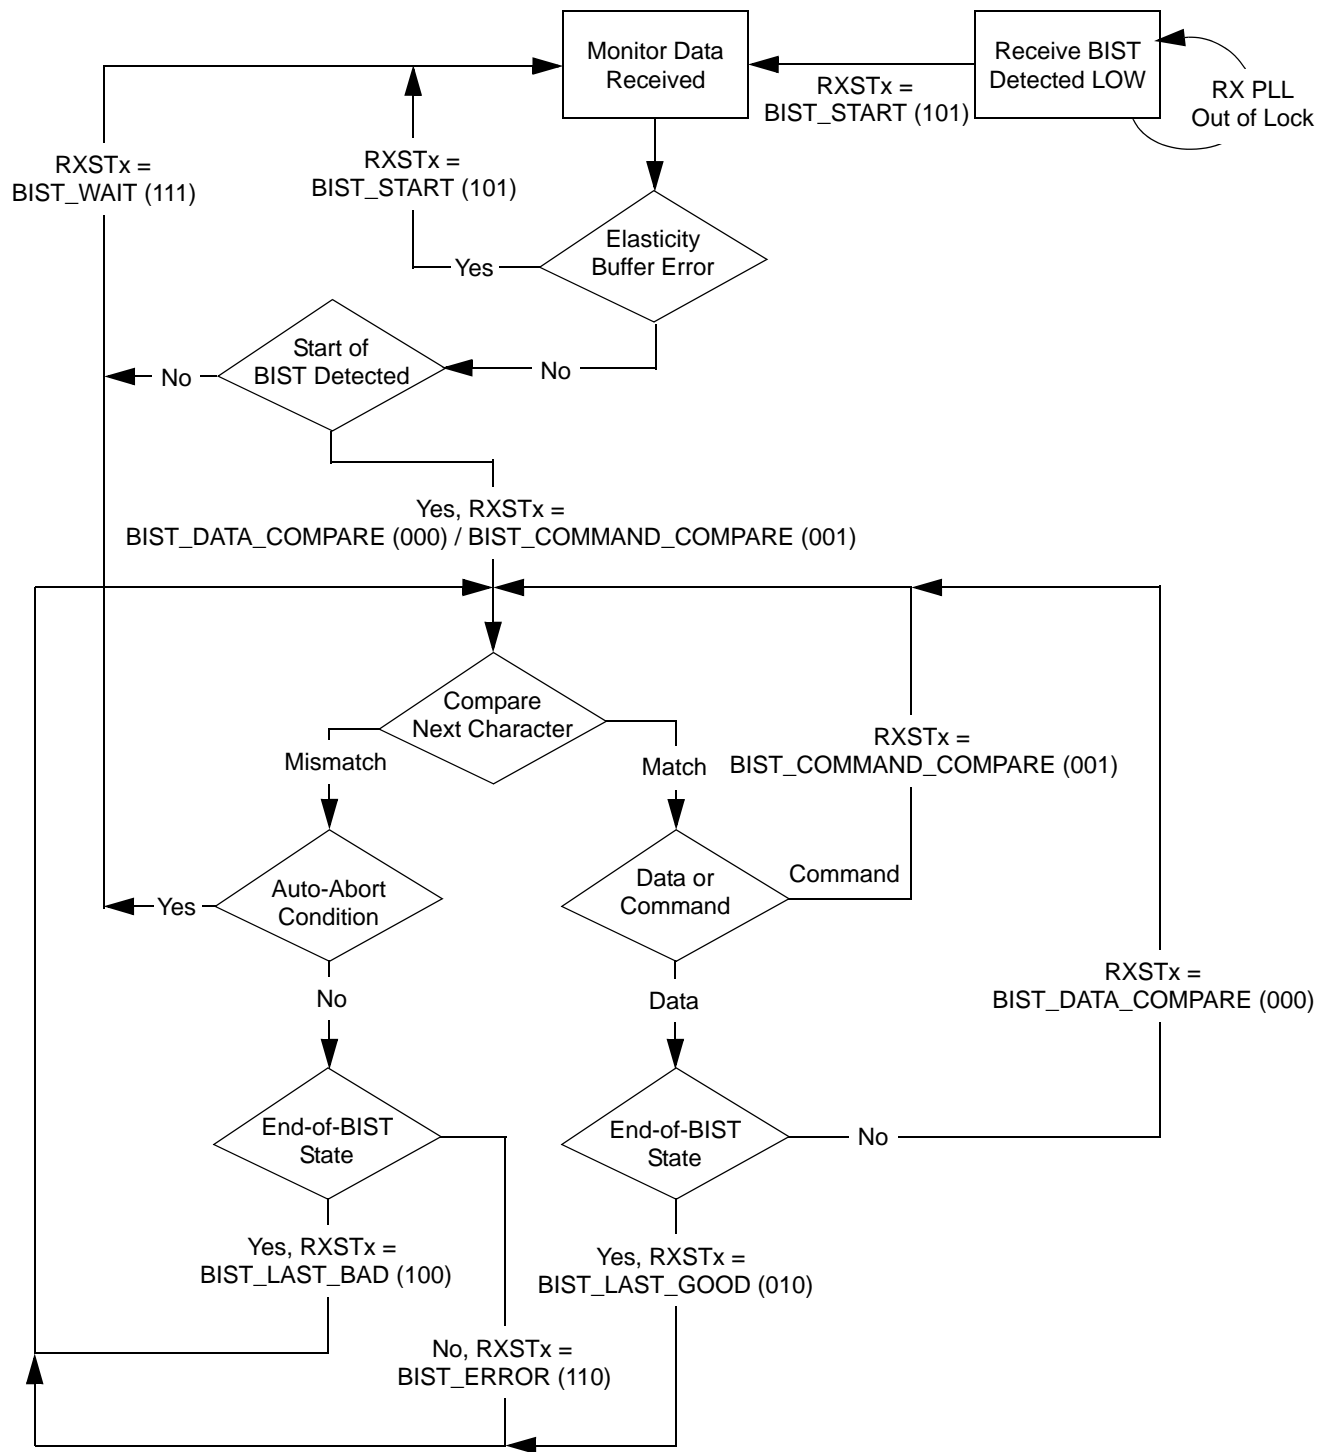 Monitor Data
Received
Receive BIST
Detected LOW
RX PLL
Out of Lock
RXSTx =
BIST_START (101)
RXSTx =
BIST_WAIT (111)
RXSTx =
BIST_START (101)
Elasticity
Buffer Error
Yes
No
Start of
BIST Detected
No
Yes, RXSTx =
BIST_DATA_COMPARE (000) / BIST_COMMAND_COMPARE (001)
Compare
Next Character
Mismatch
Match
RXSTx =
BIST_COMMAND_COMPARE (001)
Auto-Abort
Condition
Yes
Data or
Command
Command
No
Data
RXSTx =
BIST_DATA_COMPARE (000)
End-of-BIST
State
End-of-BIST
State
No
Yes, RXSTx =
BIST_LAST_BAD (100)
Yes, RXSTx =
BIST_LAST_GOOD (010)
No, RXSTx =
BIST_ERROR (110)